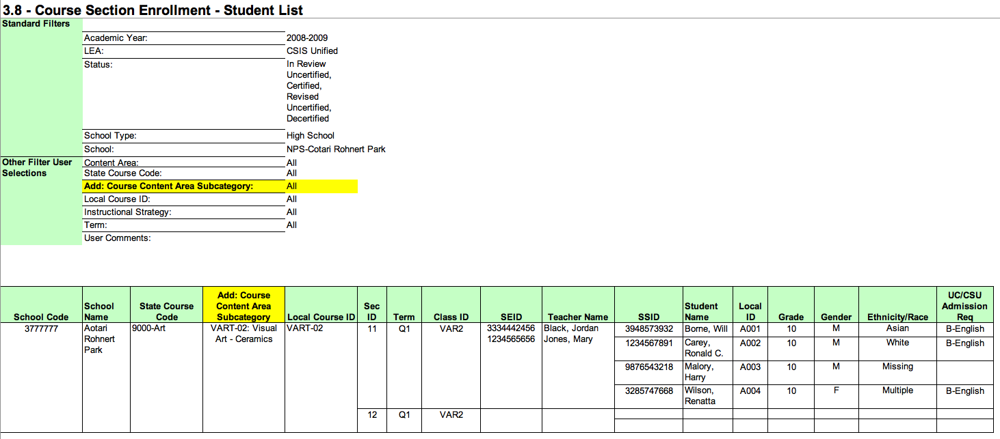 3.8 - Course Section Enrollment - Student List
Standard Filters
Academic Year: 2008-2009
LEA: CSIS Unified
Status: In Review
Uncertified,
Certified,
Revised
Uncertified,
Decertified
School Type: High School
School: NPS-Cotari Rohnert Park
Other Filter User Content Area: All
Selections State Course Code: All
Add: Course Content Area Subcategory: All
Local Course ID: All
Instructional Strategy: All
Term: All
User Comments:
Add: Course UC/CSU
School State Course Content Area Sec Student Local Admission
School Code Name Code Subcategory Local Course ID ID Term Class ID SEID Teacher Name SSID Name ID Grade Gender Ethnicity/Race Req
3777777 Aotari 9000-Art VART-02: Visual VART-02 11 Q1 VAR2 3334442456 Black, Jordan 3948573932 Borne, Will A001 10 M Asian B-English
Rohnert Art - Ceramics 1234565656 Jones, Mary 1234567891 Carey, A002 10 M White B-English
Park Ronald C.
9876543218 Malory, A003 10 M Missing
Harry
3285747668 Wilson, A004 10 F Multiple B-English
Renatta
12 Q1 VAR2